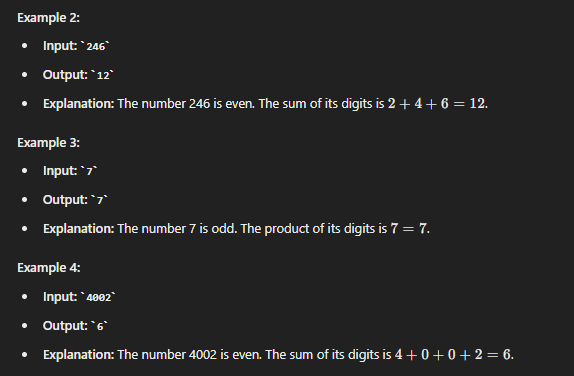 Example 2:
• Input: `246`
• Output: `12`
• Explanation: The number 246 is even. The sum of its digits is 2 + 4 + 6 = 12.
Example 3:
• Input: `7`
• Output: `7`
• Explanation: The number 7 is odd. The product of its digits is 7 = 7.
Example 4:
• Input: `4002`
• Output: `6`
• Explanation: The number 4002 is even. The sum of its digits is 4 + 0 + 0 + 2 = 6.